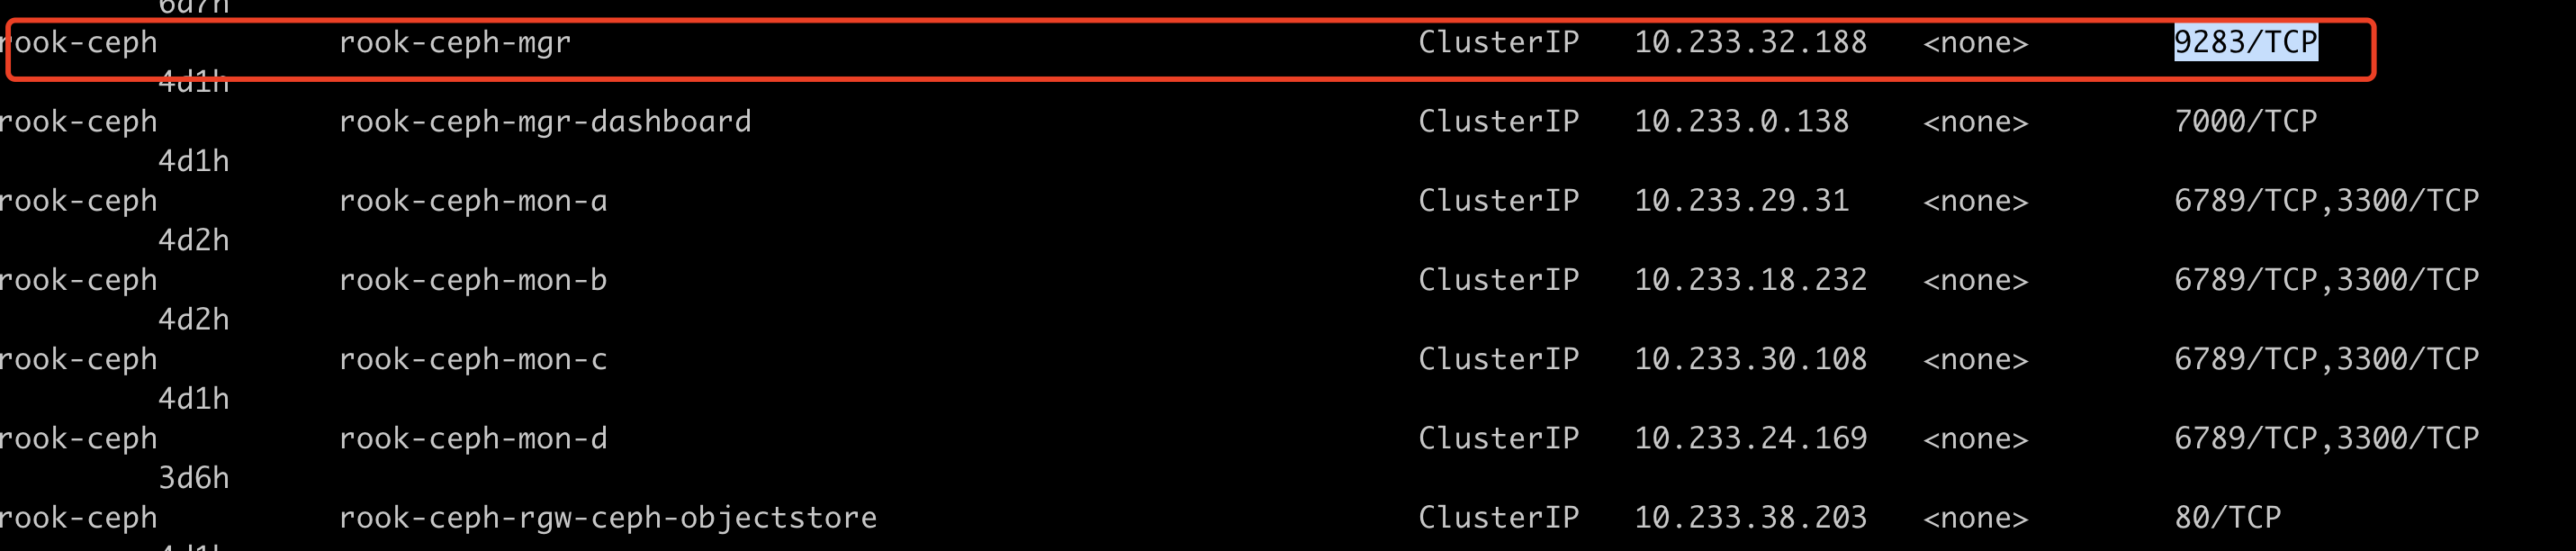 6d7h
rook-ceph rook-ceph-mgr ClusterIP 10.233.32.188 <none> 9283/TCP
4d1h
rook-ceph rook-ceph-mgr-dashboard ClusterIP 10.233.0.138 <none> 7000/TCP
4d1h
rook-ceph rook-ceph-mon-a ClusterIP 10.233.29.31 <none> 6789/TCP,3300/TCP
4d2h
rook-ceph rook-ceph-mon-b ClusterIP 10.233.18.232 <none> 6789/TCP,3300/TCP
4d2h
rook-ceph rook-ceph-mon-c ClusterIP 10.233.30.108 <none> 6789/TCP,3300/TCP
4d1h
rook-ceph rook-ceph-mon-d ClusterIP 10.233.24.169 <none> 6789/TCP,3300/TCP
3d6h
rook-ceph rook-ceph-rgw-ceph-objectstore ClusterIP 10.233.38.203 <none> 80/TCP
4d1h